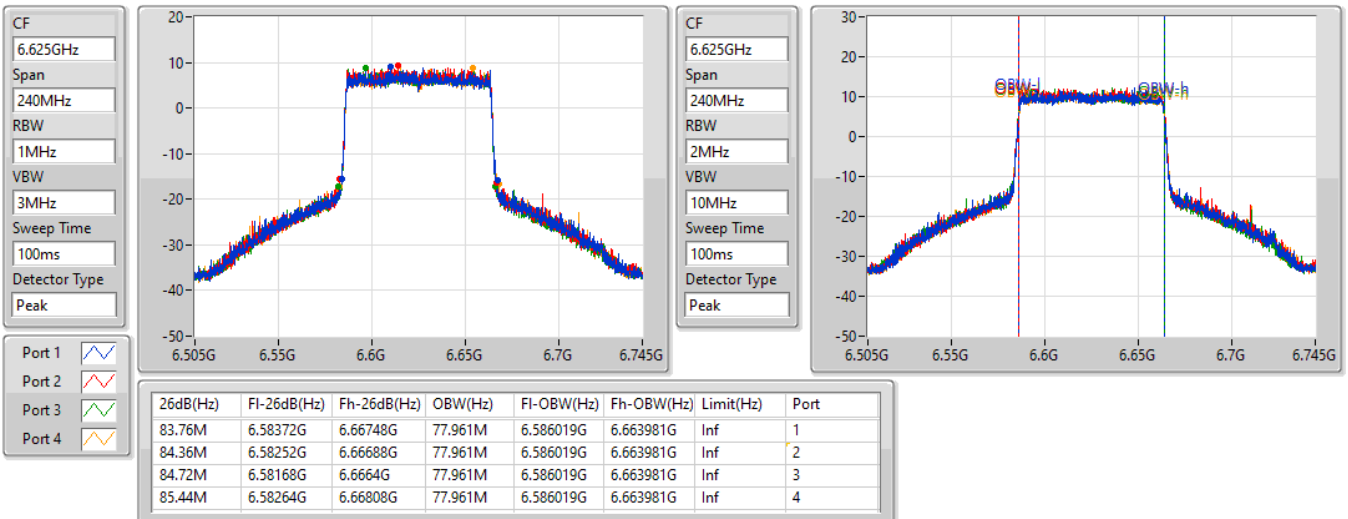 CF
6.625GHz
Span
240MHz
RBW
1MHz
VBW
3MHz
Sweep Time
100ms
Detector Type
Peak
20
10
0
-10
-20
-30
-40
-50
6.505G 6.55G 6.6G 6.65G 6.7G 6.745G
CF
6.625GHz
Span
240MHz
RBW
2MHz
VBW
10MHz
Sweep Time
100ms
Detector Type
Peak
30
20
10
0
-10
-20
-30
-40
-50
OBW-l
OBW-h
6.505G 6.55G 6.6G 6.65G 6.7G 6.745G
Port 1
Port 2
Port 3
Port 4
26dB(Hz) Fl-26dB(Hz) Fh-26dB(Hz) OBW(Hz) Fl-OBW(Hz) Fh-OBW(Hz) Limit(Hz) Port
83.76M 6.58372G 6.66748G 77.961M 6.586019G 6.663981G Inf 1
84.36M 6.58252G 6.66688G 77.961M 6.586019G 6.663981G Inf 2
84.72M 6.58168G 6.6664G 77.961M 6.586019G 6.663981G Inf 3
85.44M 6.58264G 6.66808G 77.961M 6.586019G 6.663981G Inf 4